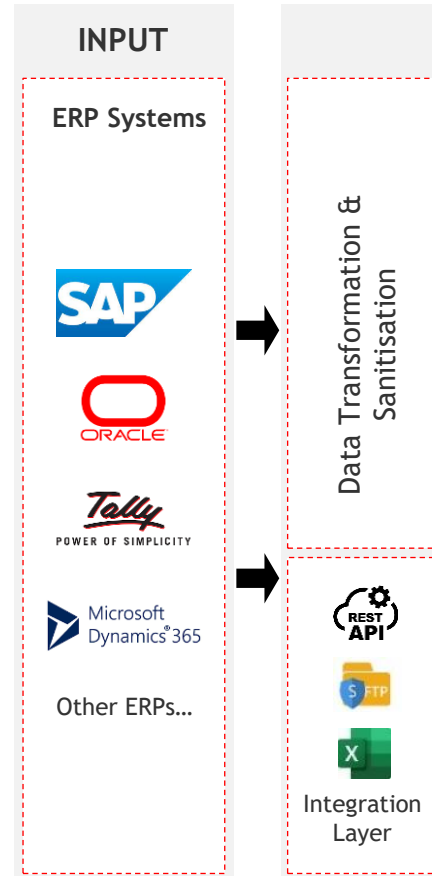 INPUT
ERP Systems
SAP
ORACLE
Tally
POWER OF SIMPLICITY
Microsoft
Dynamics® 365
Other ERPs…
Data Transformation &
Sanitisation
REST
API
S FTP
X
Integration
Layer